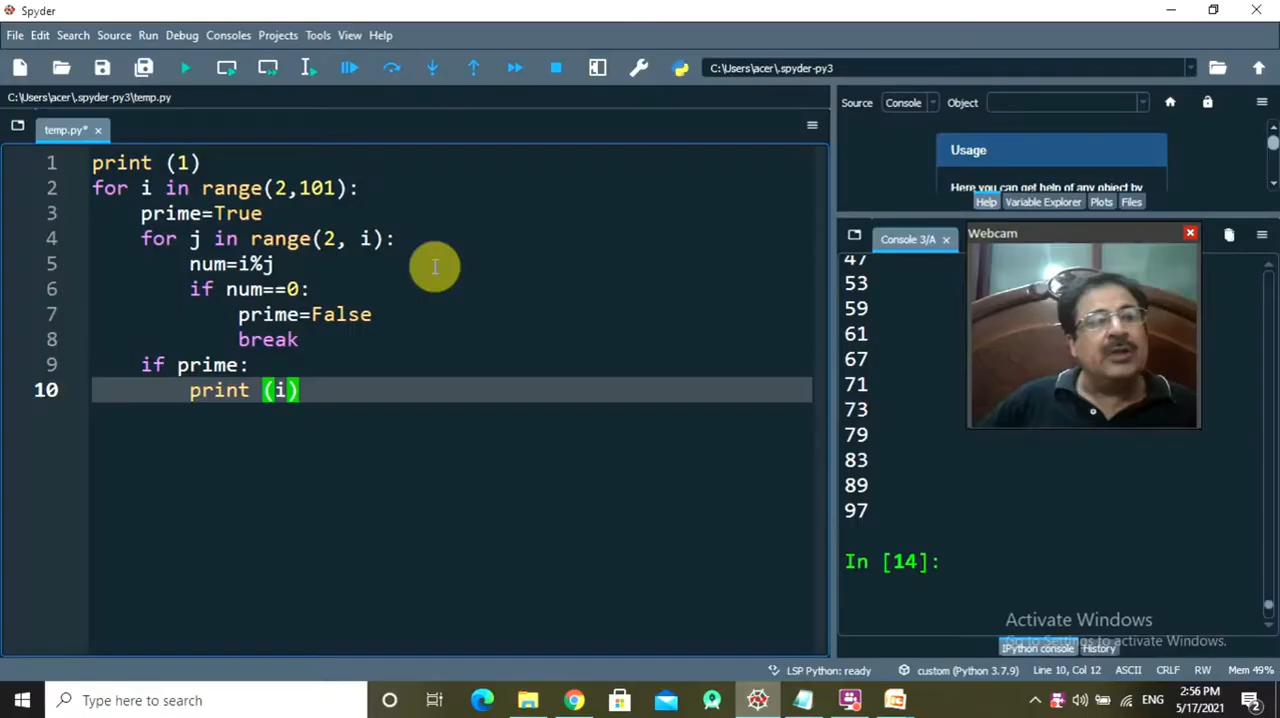 Spyder
File Edit Search Source Run Debug Consoles Projects Tools View Help
C:\Users\acer\.spyder-py3
C:\Users\acer\.spyder-py3\temp.py
Source Console Object
temp.py*
Usage
Here you can get help of any object by
Help Variable Explorer Plots Files
1 print (1)
2 for i in range(2,101):
3 prime=True
4 for j in range(2, i):
5 num=i%j
6 if num==0:
7 prime=False
8 break
9 if prime:
10 print (i)
Console 3/A
Webcam
47
53
59
61
67
71
73
79
83
89
97
In [14]:
Activate Windows
Go to Settings to activate Windows.
IPython console History
LSP Python: ready custom (Python 3.7.9) Line 10, Col 12 ASCII CRLF RW Mem 49%
Type here to search
ENG
2:56 PM
5/17/2021
2